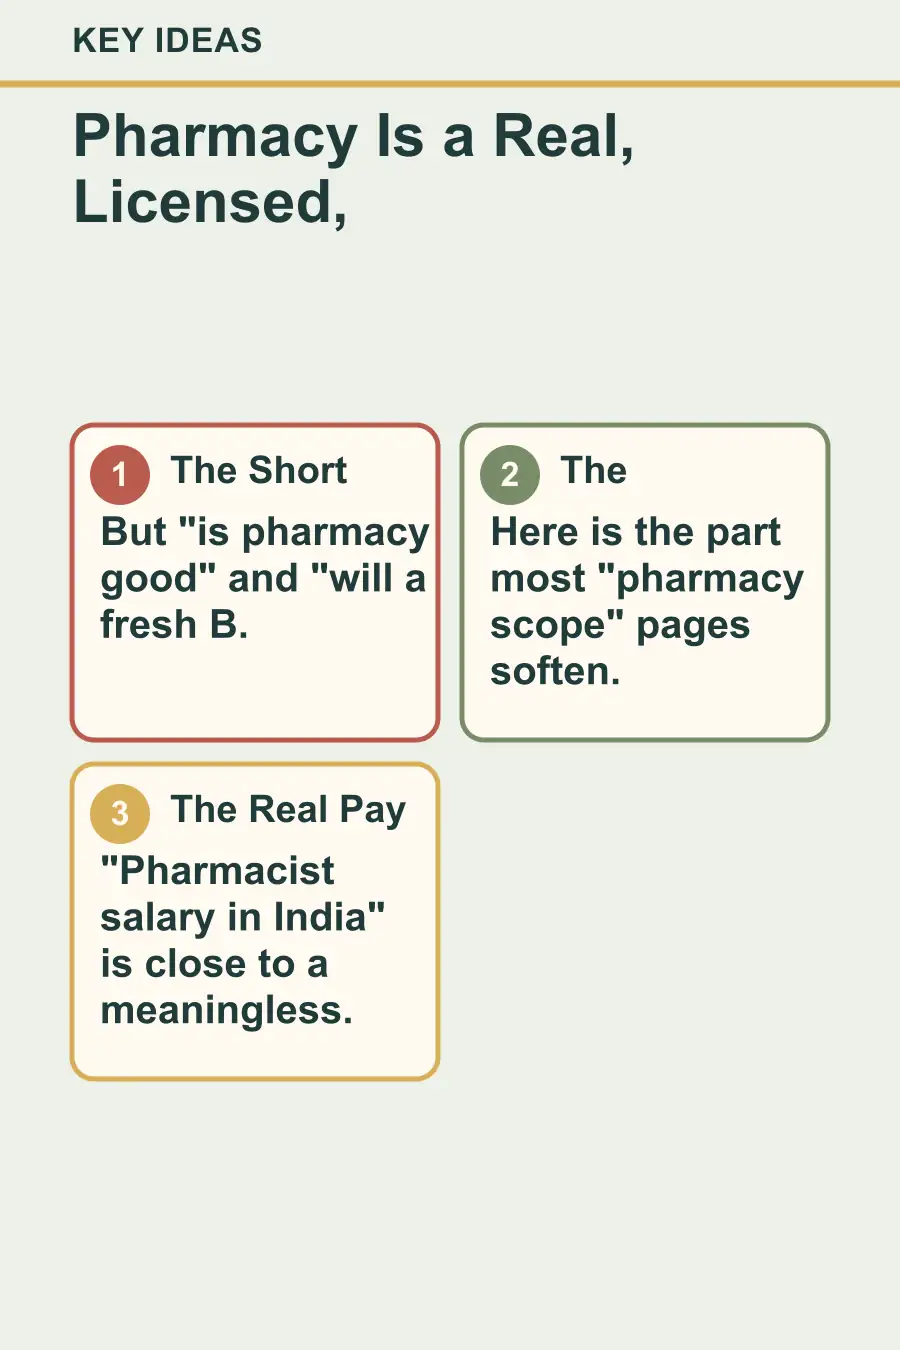 KEY IDEAS
Pharmacy Is a Real,
Licensed,
1 The Short
But "is pharmacy
good" and "will a
fresh B.
2 The
Here is the part
most "pharmacy
scope" pages
soften.
3 The Real Pay
"Pharmacist
salary in India"
is close to a
meaningless.